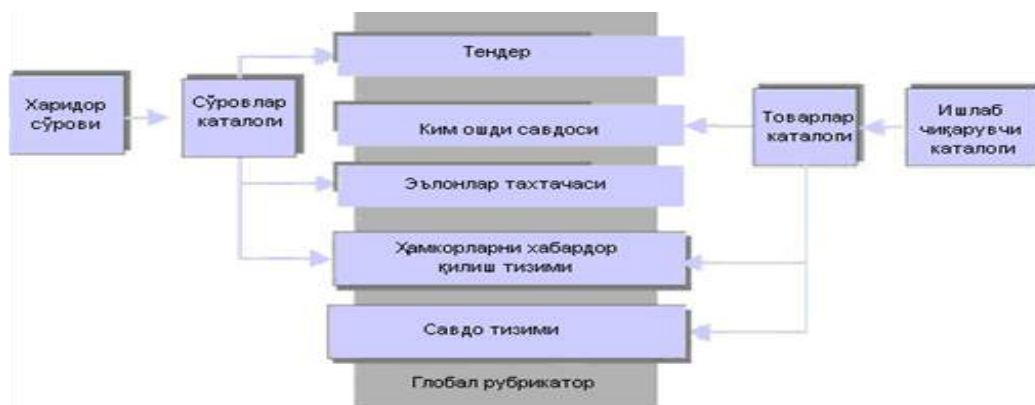 Тендер
Харидор
сўрови
Сўровлар
каталоги
Ким ошди савдоси
Товарлар
каталоги
Ишлаб
чиқарувчи
каталоги
Эълонлар тахтачаси
Ҳамкорларни хабардор
қилиш тизими
Савдо тизими
Глобал рубрикатор